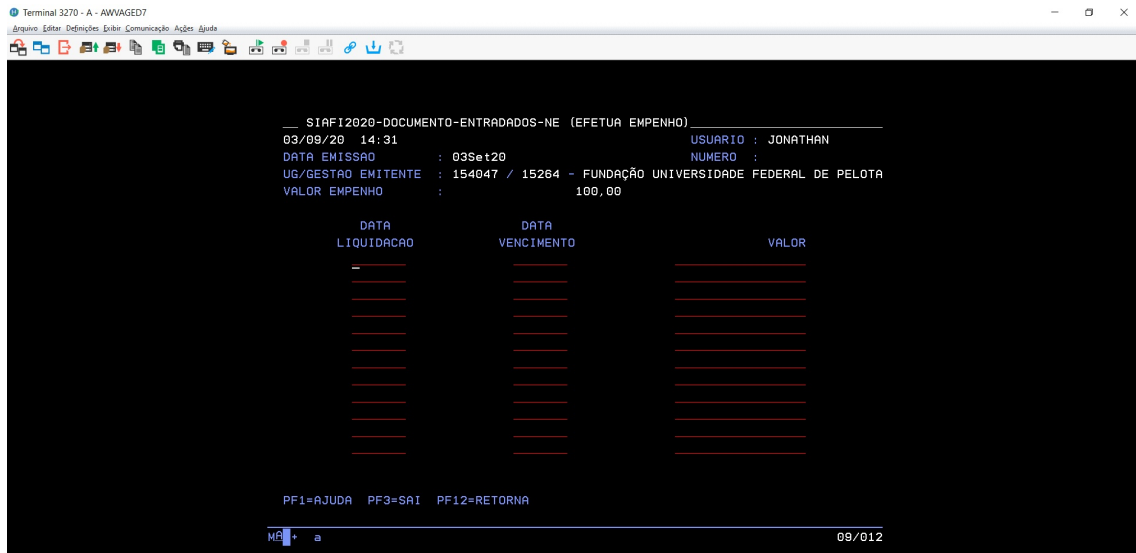 Terminal 3270 - A - AWVAGED7
Arquivo Editar Definições Exibir Comunicação Ações Ajuda
__ SIAFI2020-DOCUMENTO-ENTRADADOS-NE (EFETUA EMPENHO)
03/09/20 14:31 USUARIO : JONATHAN
DATA EMISSAO : 03Set20 NUMERO :
UG/GESTAO EMITENTE : 154047 / 15264 - FUNDAÇÃO UNIVERSIDADE FEDERAL DE PELOTA
VALOR EMPENHO : 100,00
DATA DATA
LIQUIDACAO VENCIMENTO VALOR
PF1=AJUDA PF3=SAI PF12=RETORNA
MA + a 09/012